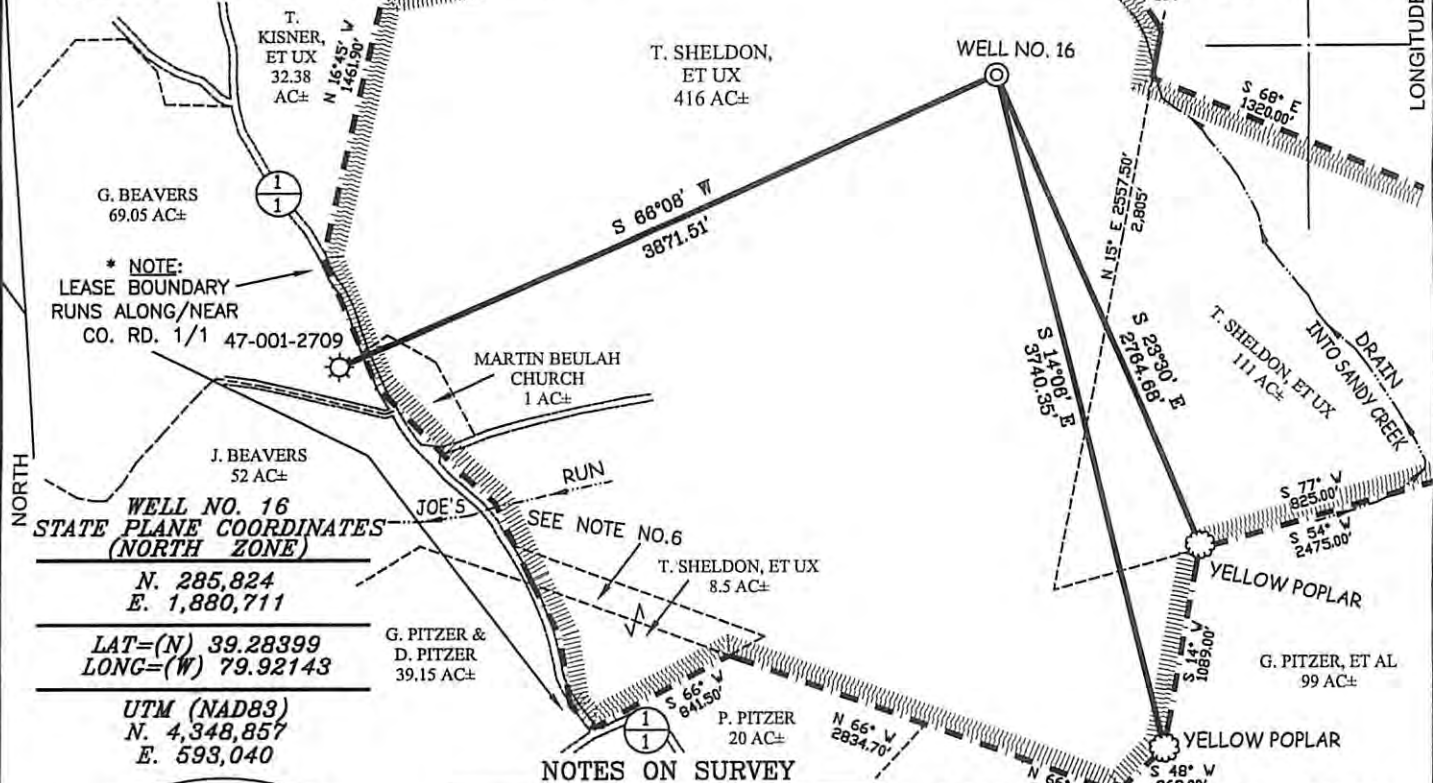 T.
KISNER,
ET UX
32.38
AC±
N 16°45' W
1461.90'
T. SHELDON,
ET UX
416 AC±
WELL NO. 16
LONGITUDE
S 68° E
1320.00'
G. BEAVERS
69.05 AC±
1
1
* NOTE:
LEASE BOUNDARY
RUNS ALONG/NEAR
CO. RD. 1/1
47-001-2709
S 66°08' W
3871.51'
N 15° E 2557.50'
2,805'
S 23°30' E
2764.68'
S 14°08' E
3740.35'
T. SHELDON, ET UX
111 AC±
DRAIN
INTO SANDY CREEK
MARTIN BEULAH
CHURCH
1 AC±
J. BEAVERS
52 AC±
NORTH
RUN
JOE'S
SEE NOTE NO.6
S 77° W
825.00'
S 54° W
2475.00'
WELL NO. 16
STATE PLANE COORDINATES
(NORTH ZONE)
N. 285,824
E. 1,880,711
LAT=(N) 39.28399
LONG=(W) 79.92143
UTM (NAD83)
N. 4,348,857
E. 593,040
T. SHELDON, ET UX
8.5 AC±
YELLOW POPLAR
G. PITZER &
D. PITZER
39.15 AC±
S 14° W
1089.00'
G. PITZER, ET AL
99 AC±
S 66° W
841.50'
1
1
P. PITZER
20 AC±
N 66° W
2834.70'
YELLOW POPLAR
S 48° W
N 66°
NOTES ON SURVEY